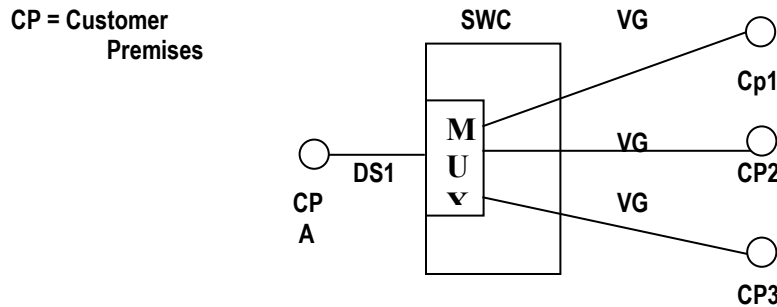 CP = Customer
Premises
SWC
VG
Cp1
M
U
VG
CP2
DS1
CP
A
VG
CP3